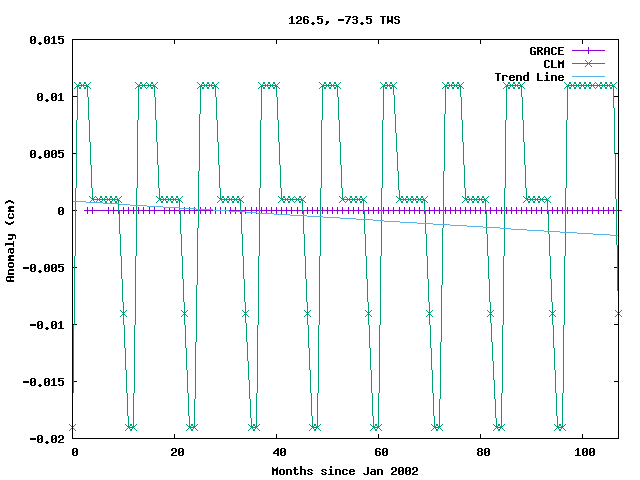 126.5, -73.5 TWS
GRACE
CLM
Trend Line
0.015
0.01
0.005
0
-0.005
-0.01
-0.015
-0.02
Anomaly (cm)
0 20 40 60 80 100
Months since Jan 2002